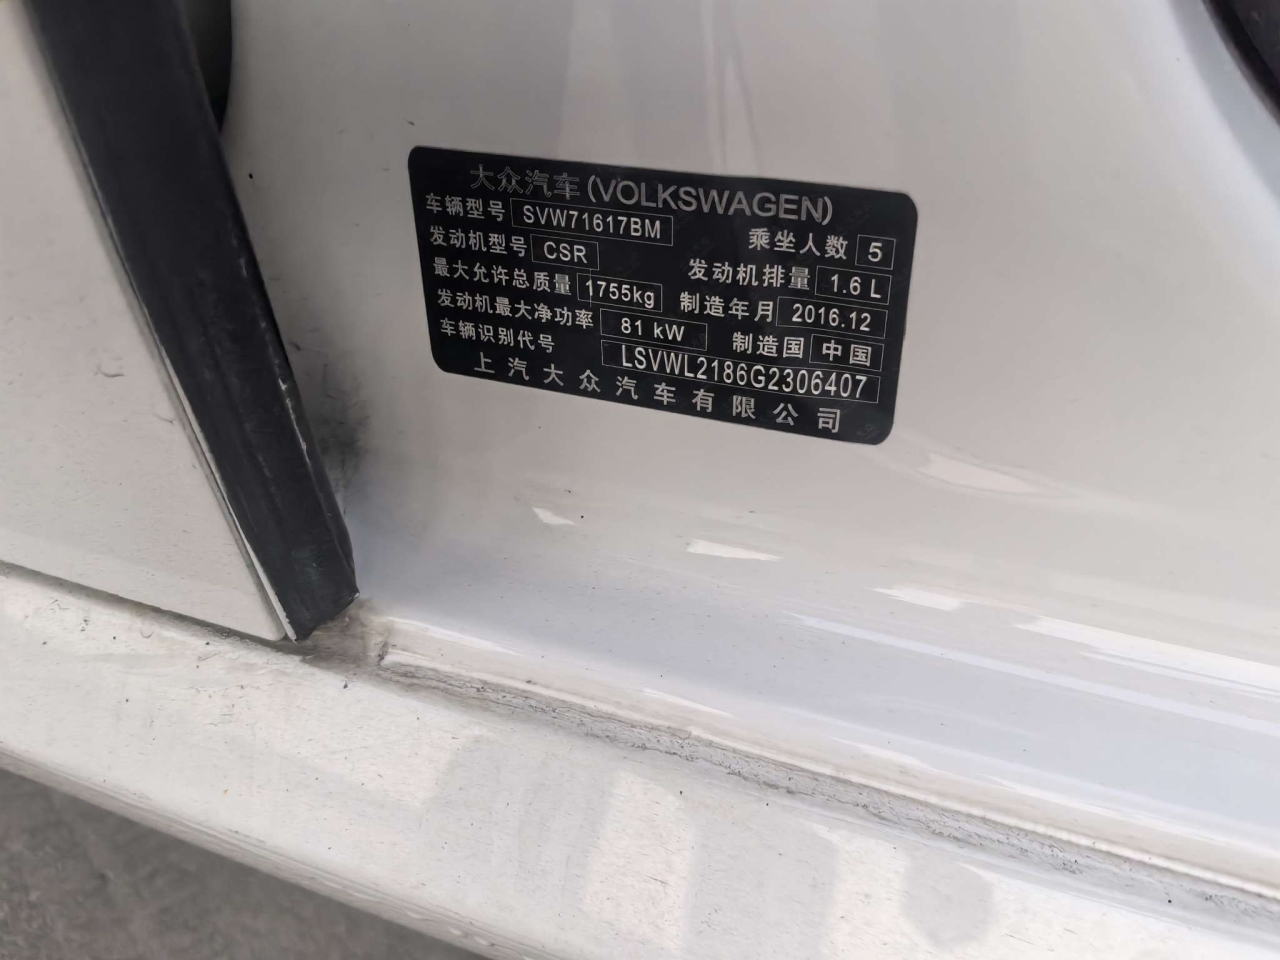 大众汽车(VOLKSWAGEN)
车辆型号 SVW71617BM 乘坐人数 5
发动机型号 CSR 发动机排量 1.6 L
最大允许总质量 1755kg 制造年月 2016.12
发动机最大净功率 81 kW 制造国 中国
车辆识别代号 LSVWL2186G2306407
上汽大众汽车有限公司